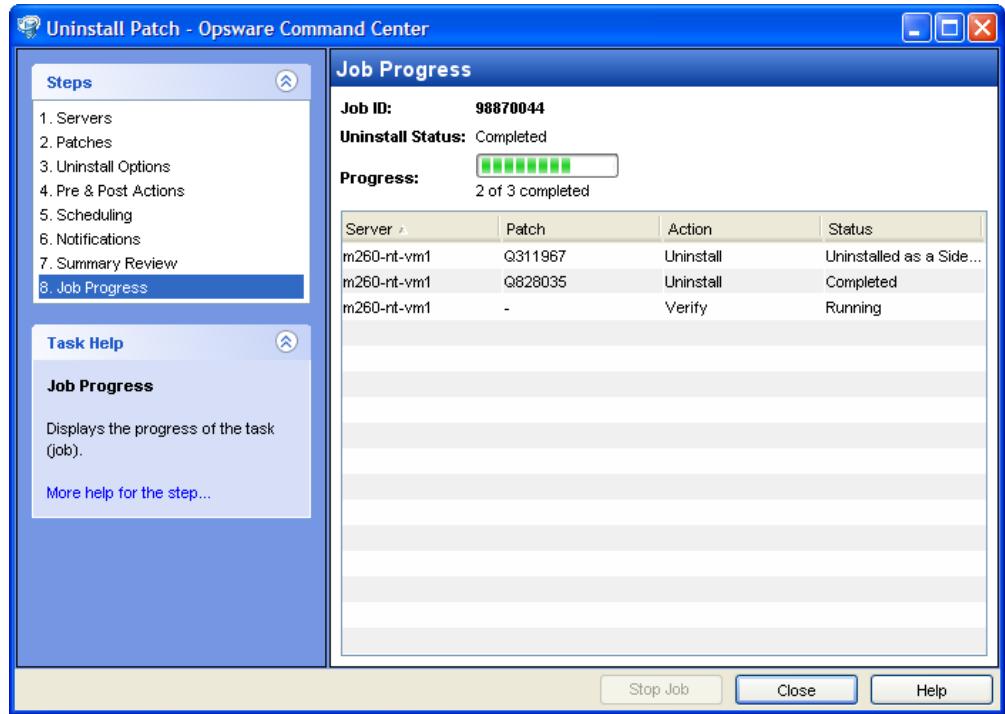 Uninstall Patch - Opsware Command Center
Steps
1. Servers
2. Patches
3. Uninstall Options
4. Pre & Post Actions
5. Scheduling
6. Notifications
7. Summary Review
8. Job Progress
Task Help
Job Progress
Displays the progress of the task
(job).
More help for the step...
Job Progress
Job ID: 98870044
Uninstall Status: Completed
Progress:
2 of 3 completed
Server Patch Action Status
m260-nt-vm1 Q311967 Uninstall Uninstalled as a Side...
m260-nt-vm1 Q828035 Uninstall Completed
m260-nt-vm1 - Verify Running
Stop Job Close Help